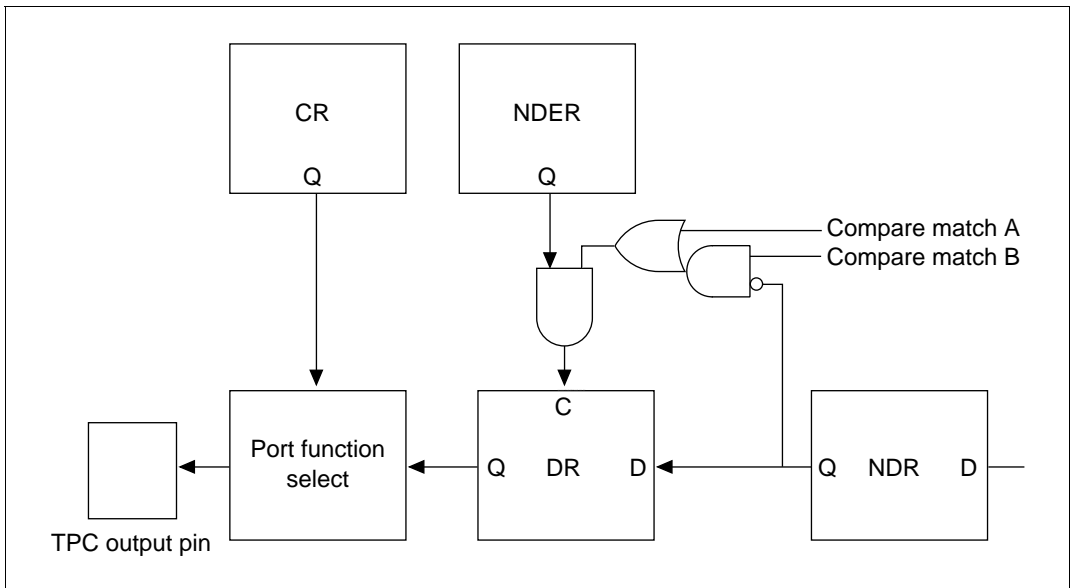 CR
NDER
Q
Q
Compare match A
Compare match B
C
Port function
select
Q
DR
D
Q
NDR
D
TPC output pin